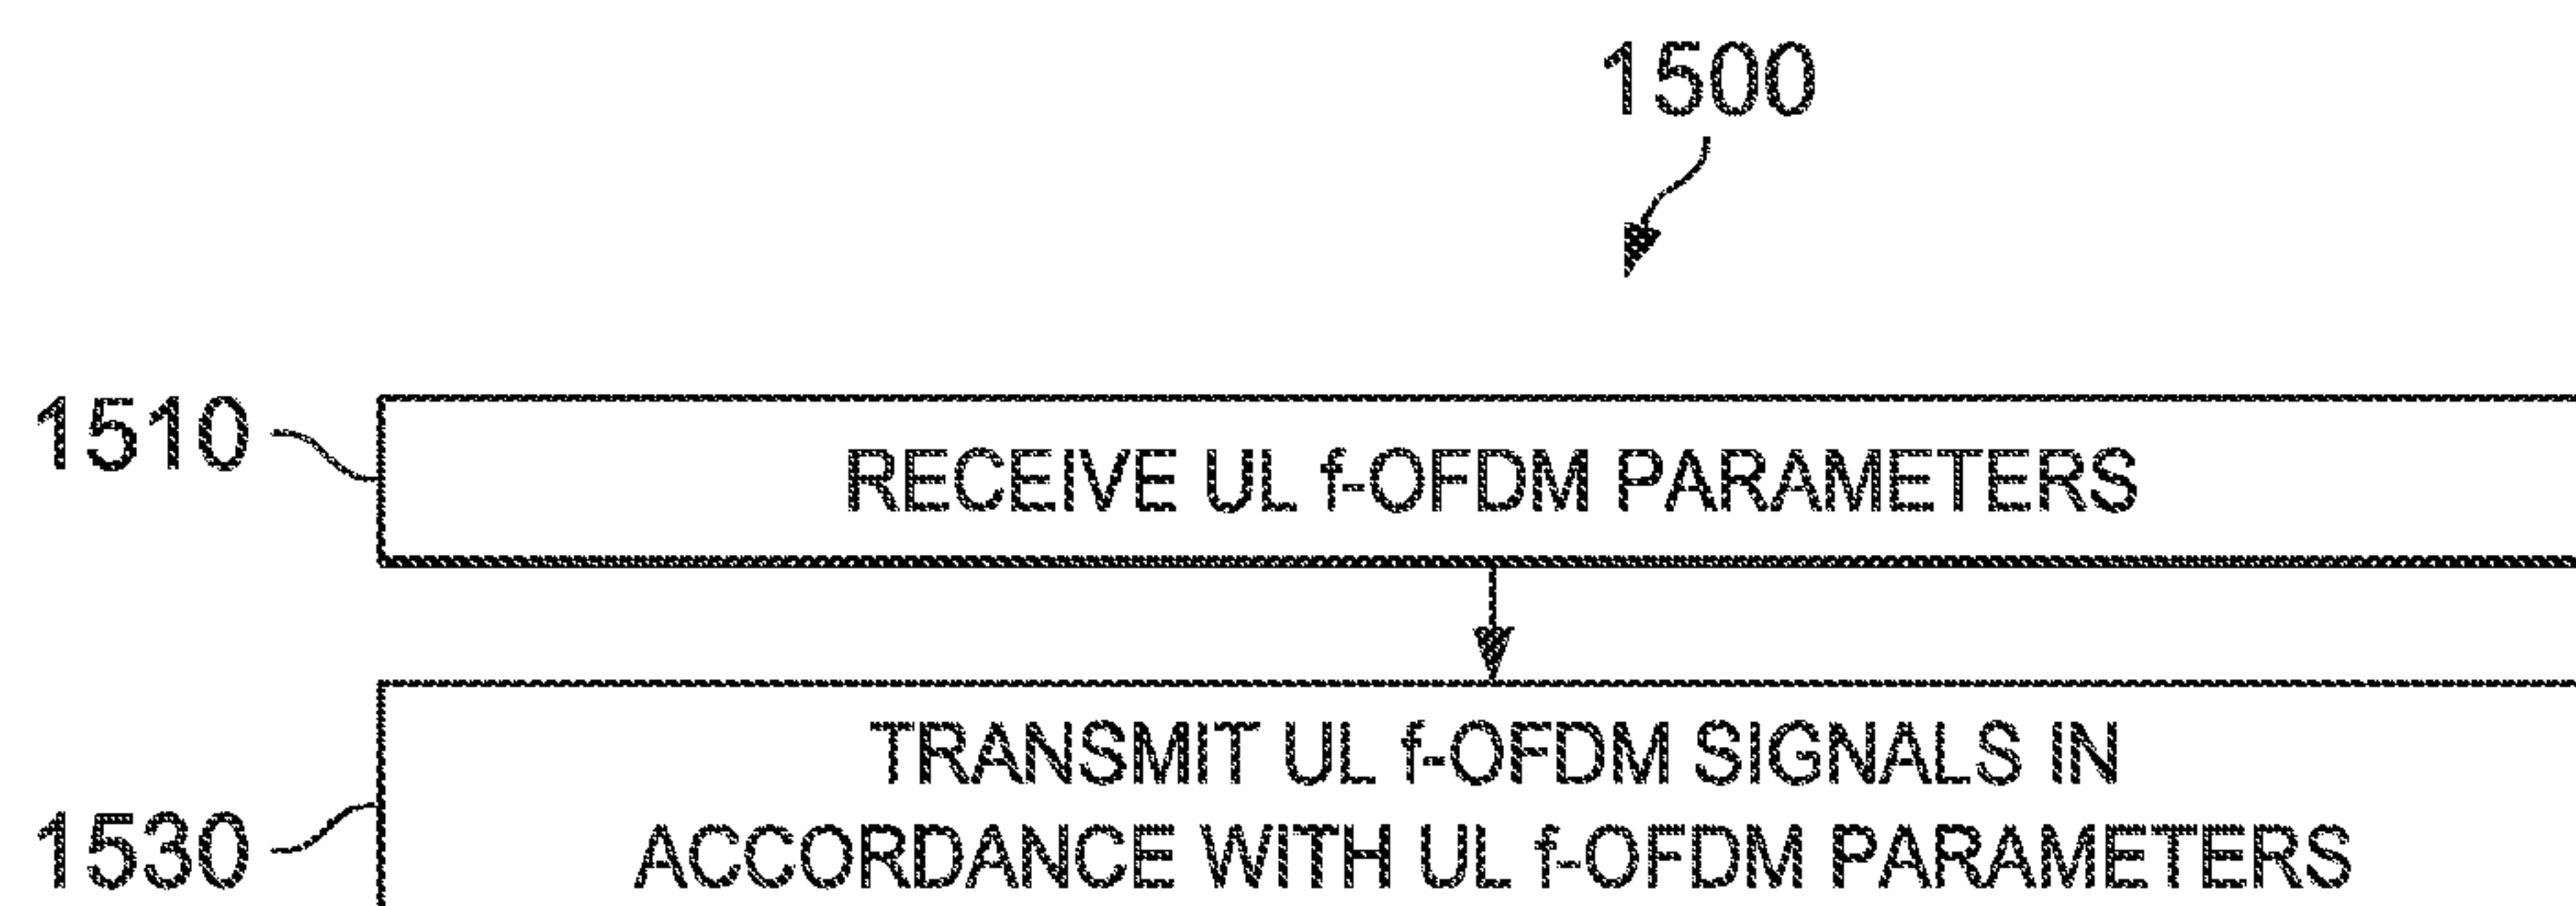 1500
1510
RECEIVE UL f-OFDM PARAMETERS
TRANSMIT UL f-OFDM SIGNALS IN
1530
ACCORDANCE WITH UL f-OFDM PARAMETERS